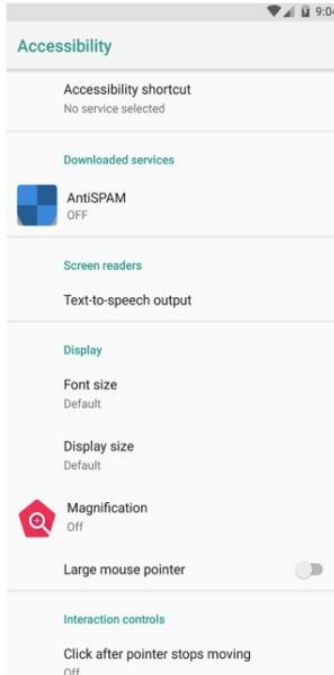 9:04
Accessibility
Accessibility shortcut
No service selected
Downloaded services
AntiSPAM
OFF
Screen readers
Text-to-speech output
Display
Font size
Default
Display size
Default
Magnification
Off
Large mouse pointer
Interaction controls
Click after pointer stops moving
Off